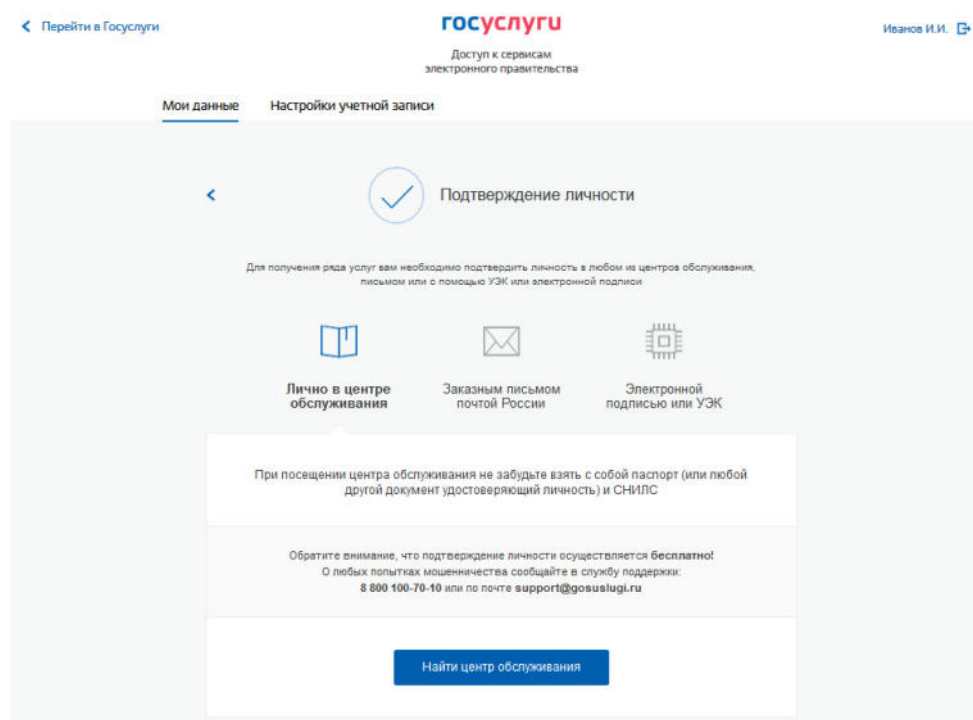 Перейти в Госуслуги
госуслуги
Иванов И.И.
Доступ к сервисам
электронного правительства
Мои данные
Настройки учетной записи
Подтверждение личности
Для получения ряда услуг вам необходимо подтвердить личность в любом из центров обслуживания,
письмом или с помощью УЭК или электронной подписи
Лично в центре
обслуживания
Заказным письмом
почтой России
Электронной
подписью или УЭК
При посещении центра обслуживания не забудьте взять с собой паспорт (или любой
другой документ удостоверяющий личность) и СНИЛС
Обратите внимание, что подтверждение личности осуществляется бесплатно!
О любых попытках мошенничества сообщайте в службу поддержки:
8 800 100-70-10 или по почте support@gosuslugi.ru
Найти центр обслуживания